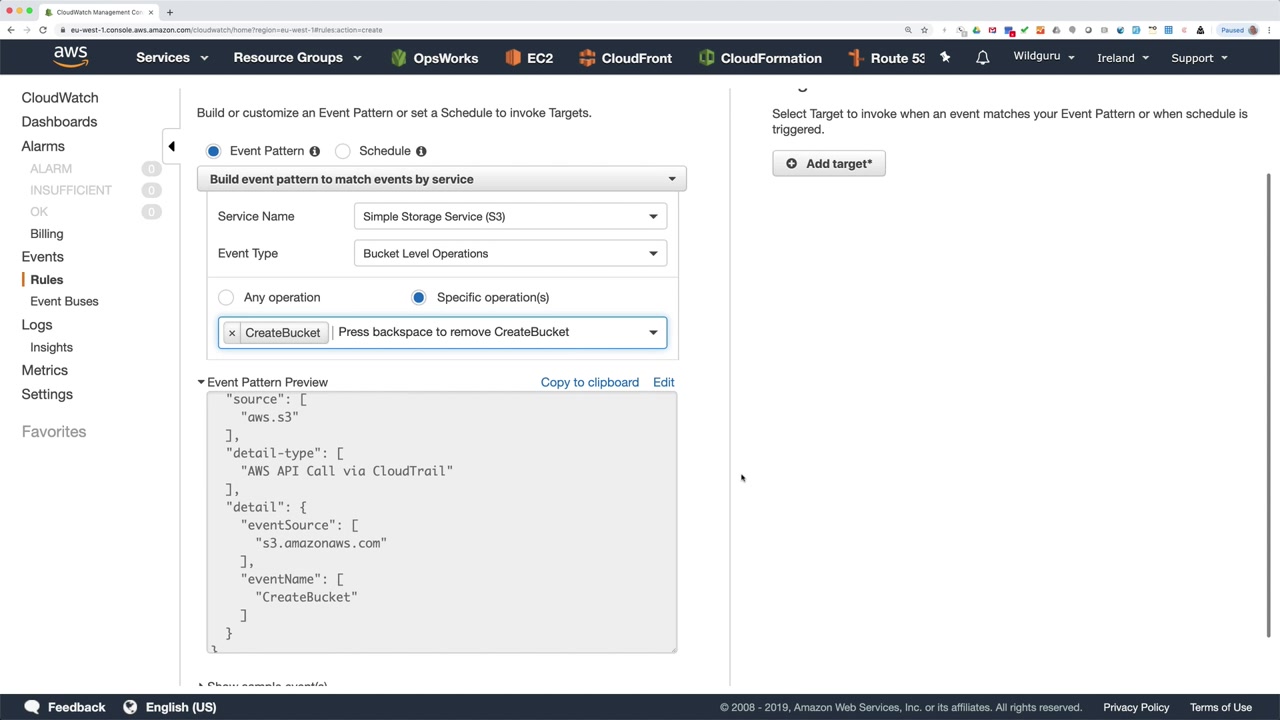 CloudWatch Management Con
eu-west-1.console.aws.amazon.com/cloudwatch/home?region=eu-west-1#rules:action=create
Paused
aws
Services
Resource Groups
OpsWorks
EC2
CloudFront
CloudFormation
Route 53
Wildguru
Ireland
Support
CloudWatch
Dashboards
Alarms
ALARM 0
INSUFFICIENT 0
OK 0
Billing
Events
Rules
Event Buses
Logs
Insights
Metrics
Settings
Favorites
Build or customize an Event Pattern or set a Schedule to invoke Targets.
Event Pattern
Schedule
Build event pattern to match events by service
Service Name
Simple Storage Service (S3)
Event Type
Bucket Level Operations
Any operation
Specific operation(s)
× CreateBucket
Press backspace to remove CreateBucket
Event Pattern Preview
Copy to clipboard
Edit
"source": [
"aws.s3"
],
"detail-type": [
"AWS API Call via CloudTrail"
],
"detail": {
"eventSource": [
"s3.amazonaws.com"
],
"eventName": [
"CreateBucket"
]
}
}
Show sample event(s)
Select Target to invoke when an event matches your Event Pattern or when schedule is
triggered.
Add target*
Feedback
English (US)
© 2008 - 2019, Amazon Web Services, Inc. or its affiliates. All rights reserved.
Privacy Policy
Terms of Use